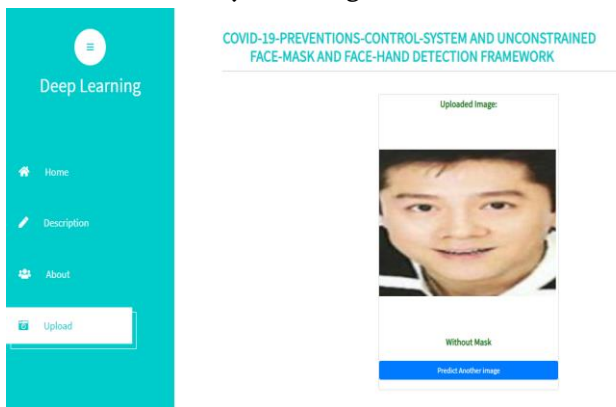 COVID-19-PREVENTIONS-CONTROL-SYSTEM AND UNCONSTRAINED
FACE-MASK AND FACE-HAND DETECTION FRAMEWORK
Deep Learning
Home
Description
About
Upload
Uploaded Image:
Without Mask
Predict Another image